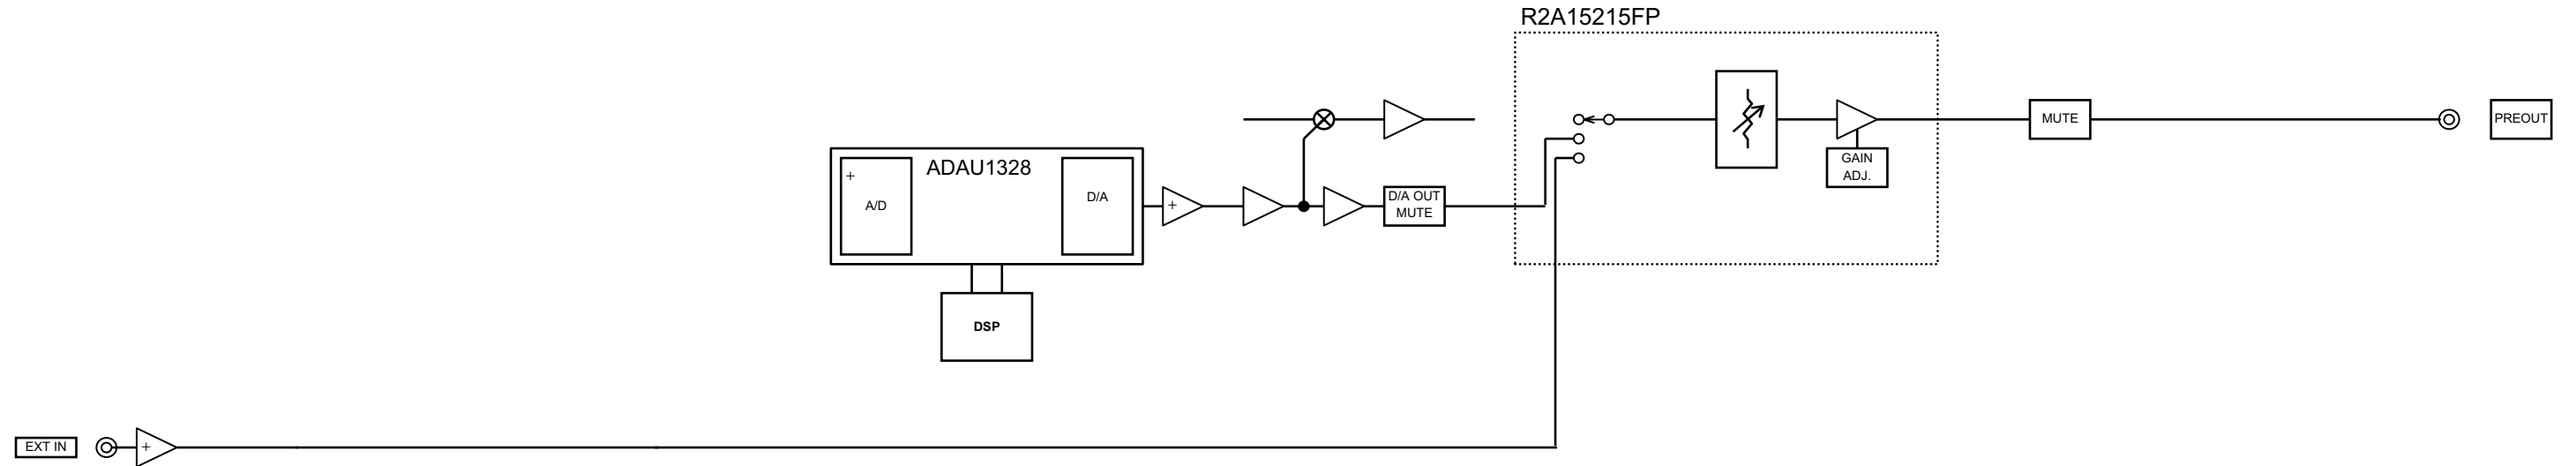 R2A15215FP
MUTE
PREOUT
GAIN
ADJ.
ADAU1328
+
A/D
D/A
+
D/A OUT
MUTE
DSP
EXT IN
+